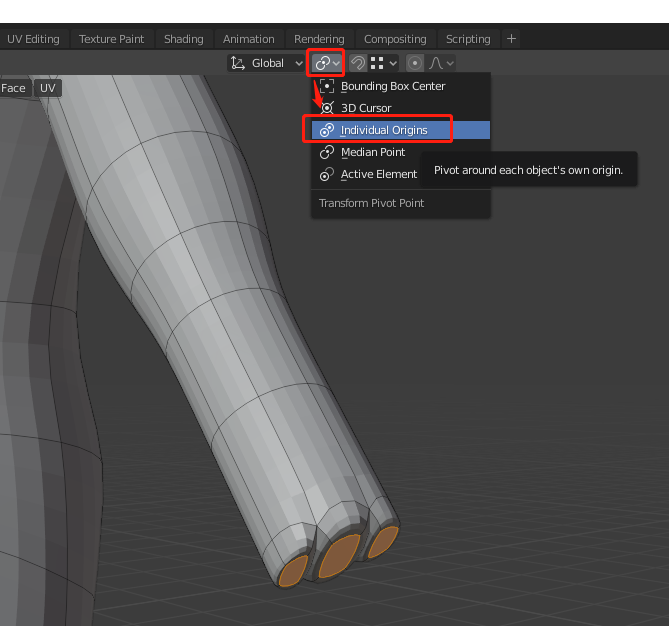 UV Editing Texture Paint Shading Animation Rendering Compositing Scripting +
Global
Face UV
Bounding Box Center
3D Cursor
Individual Origins
Median Point
Active Element
Pivot around each object's own origin.
Transform Pivot Point